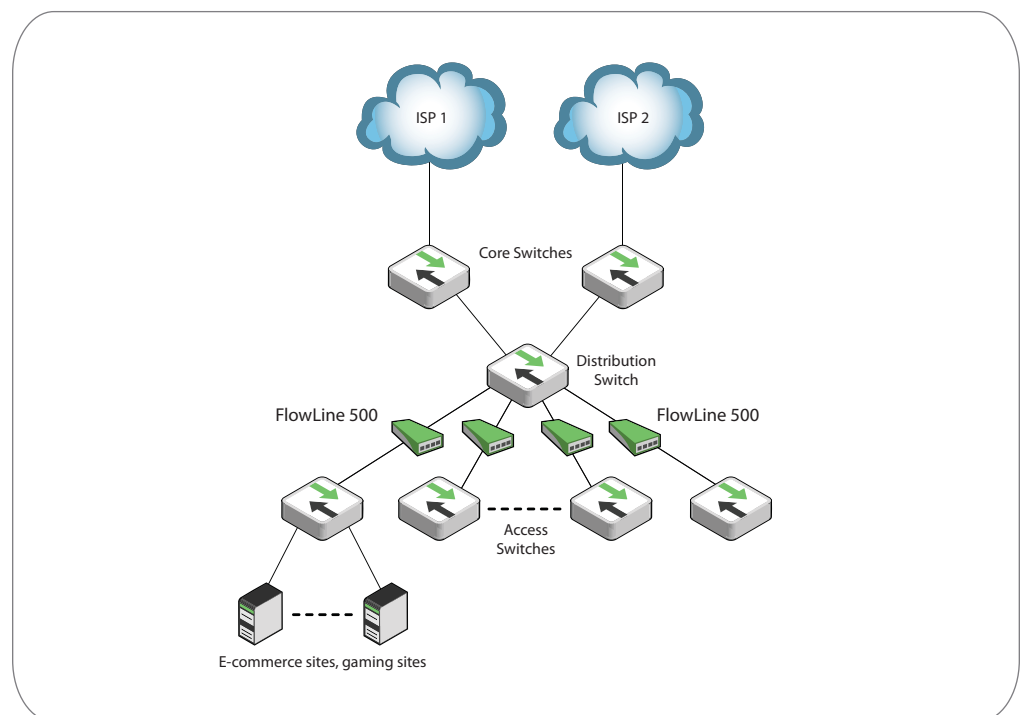 ISP 1
ISP 2
Core Switches
Distribution
Switch
FlowLine 500
FlowLine 500
Access
Switches
E-commerce sites, gaming sites